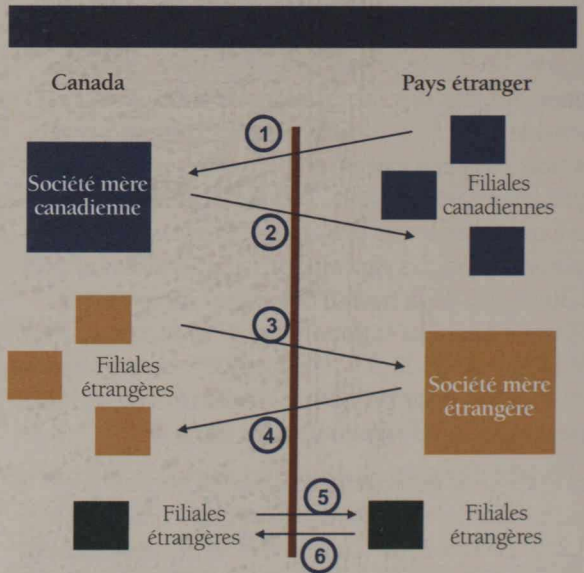 Canada
Pays étranger
1
Société mère
canadienne
Filiales
canadiennes
2
3
Filiales
étrangères
Société mère
étrangère
4
5
Filiales
étrangères
Filiales
étrangères
6